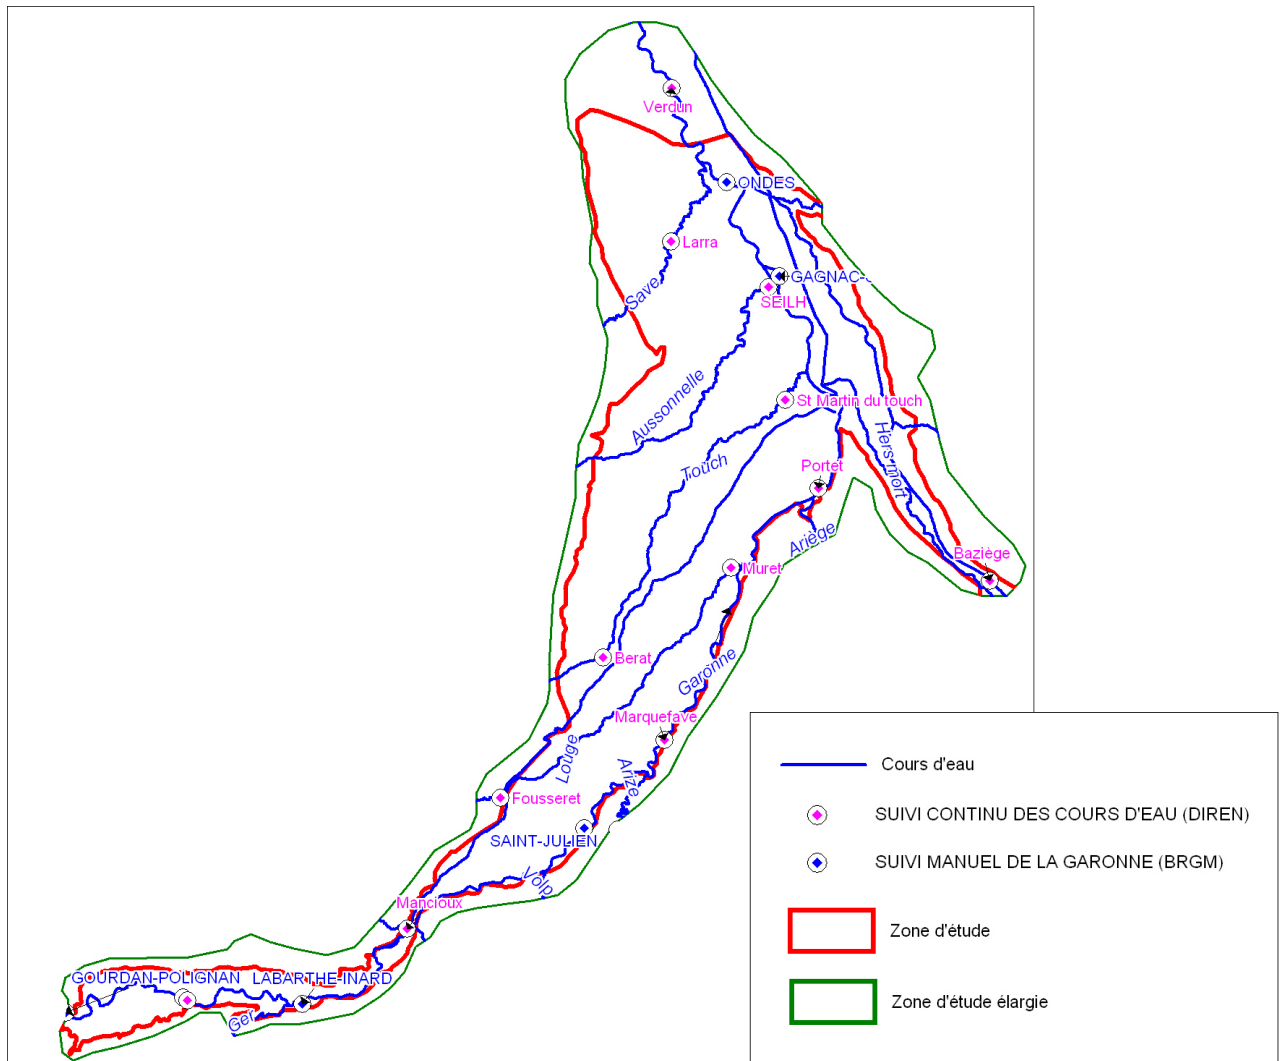 Verdun
ONDES
Larra
GAGNAC-
SEILH
Save
Aussonnelle
St Martin du touch
Hers-mort
Touch
Portet
Ariège
Baziège
Muret
Berat
Garonne
Marquefave
Louge
Arize
Fousseret
SAINT-JULIEN
Volp
Mancioux
GOURDAN-POLIGNAN
LABARTHE-INARD
Ger
Cours d'eau
SUIVI CONTINU DES COURS D'EAU (DIREN)
SUIVI MANUEL DE LA GARONNE (BRGM)
Zone d'étude
Zone d'étude élargie